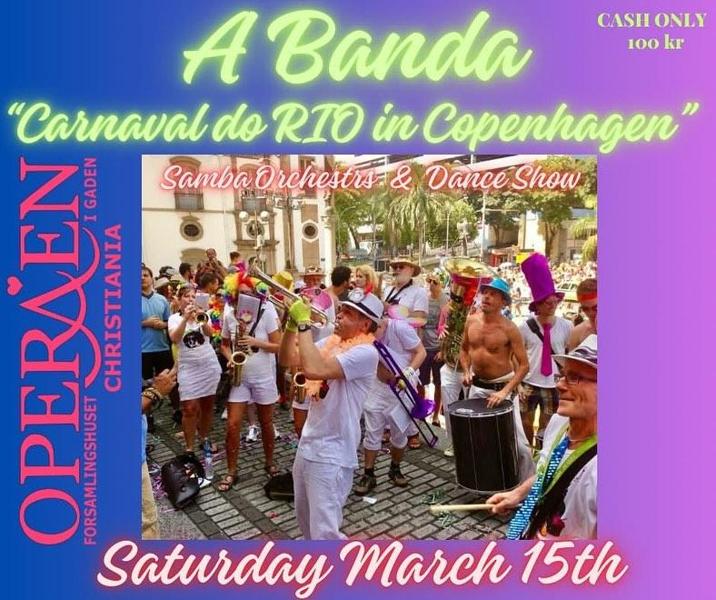 A Banda
CASH ONLY
100 kr
"Carnaval do RIO in Copenhagen"
Samba Orchestrs & Dance Show
OPERAEN
FORSAMLINGSHUSET I GADEN
CHRISTIANIA
Saturday March 15th